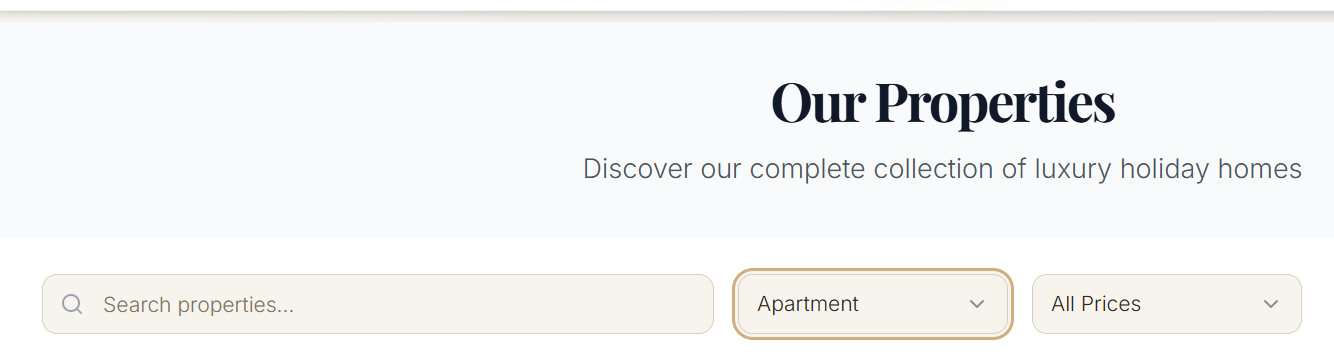 Our Properties
Discover our complete collection of luxury holiday homes
Search properties...
Apartment
All Prices